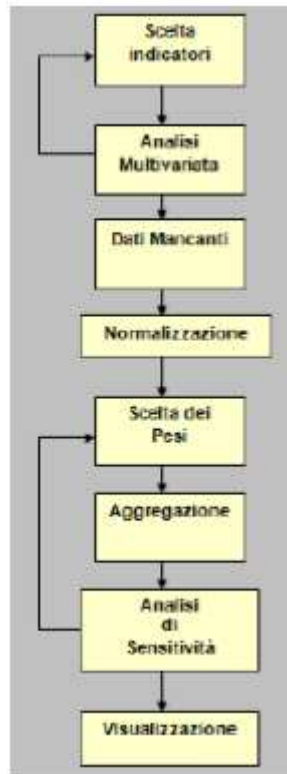 Scelta
indicatori
Analisi
Multivariata
Dati Mancanti
Normalizzazione
Scelta dei
Pesi
Aggregazione
Analisi
di
Sensitività
Visualizzazione